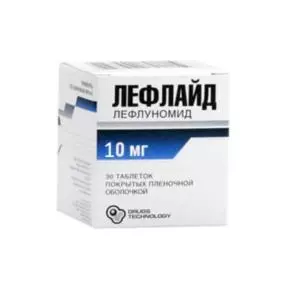 ЛЕФЛАЙД
ЛЕФЛУНОМИД
10 мг
30 ТАБЛЕТОК
ПОКРЫТЫХ ПЛЕНОЧНОЙ
ОБОЛОЧКОЙ
DRUGS
TECHNOLOGY